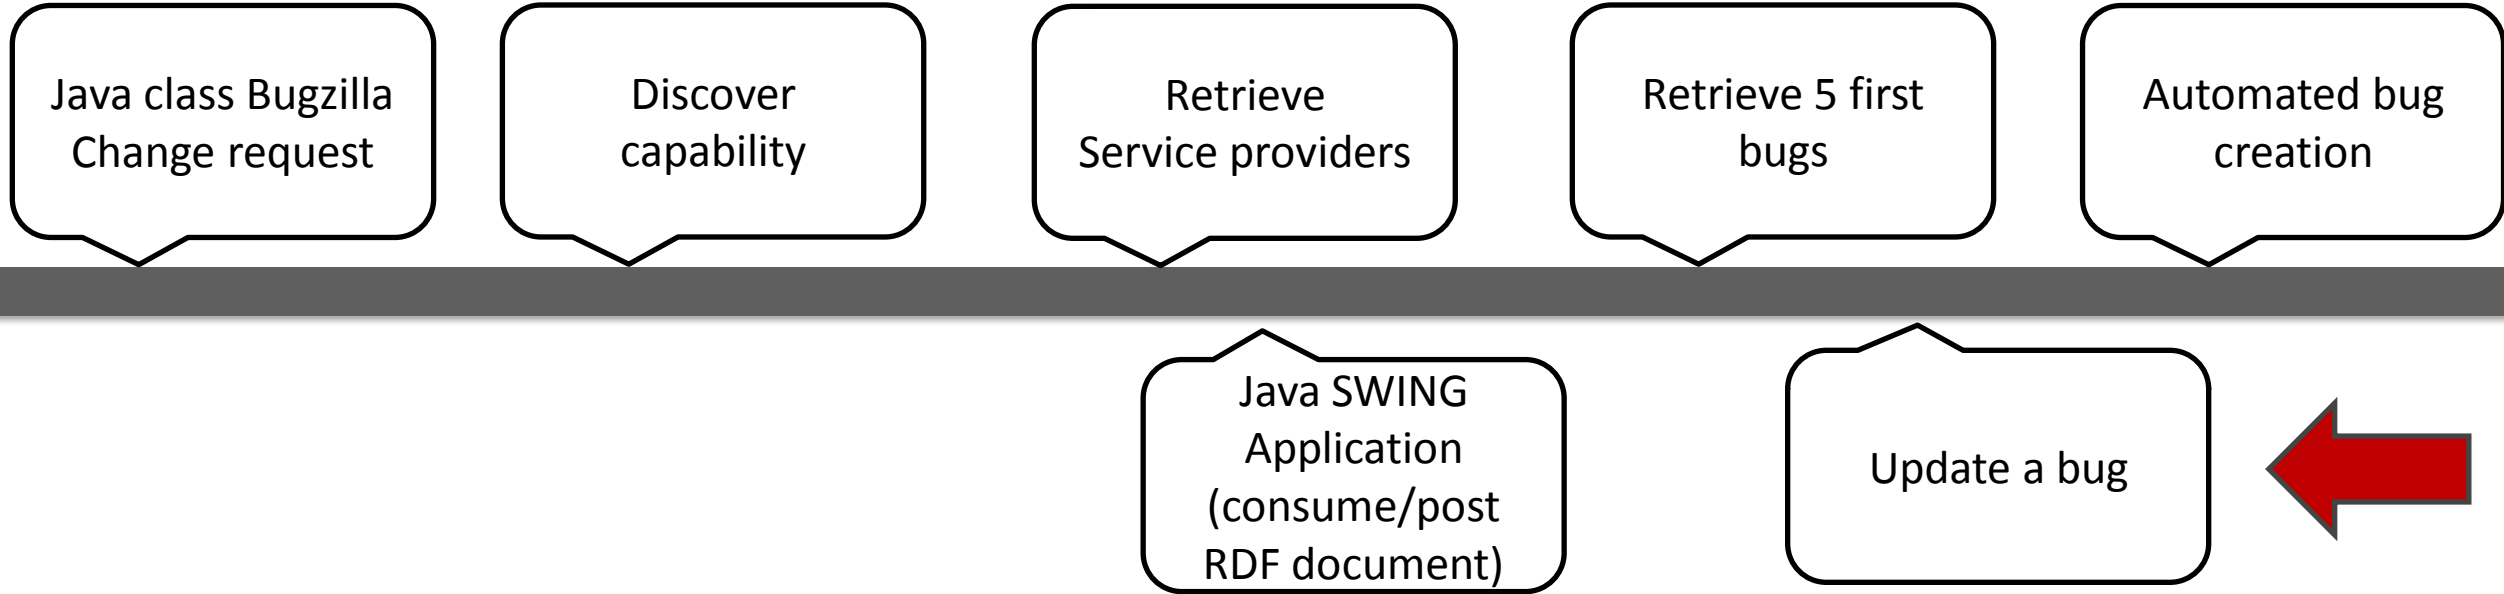 Java class Bugzilla
Change request
Discover
capability
Retrieve
Service providers
Retrieve 5 first
bugs
Automated bug
creation
Java SWING
Application
(consume/post
RDF document)
Update a bug